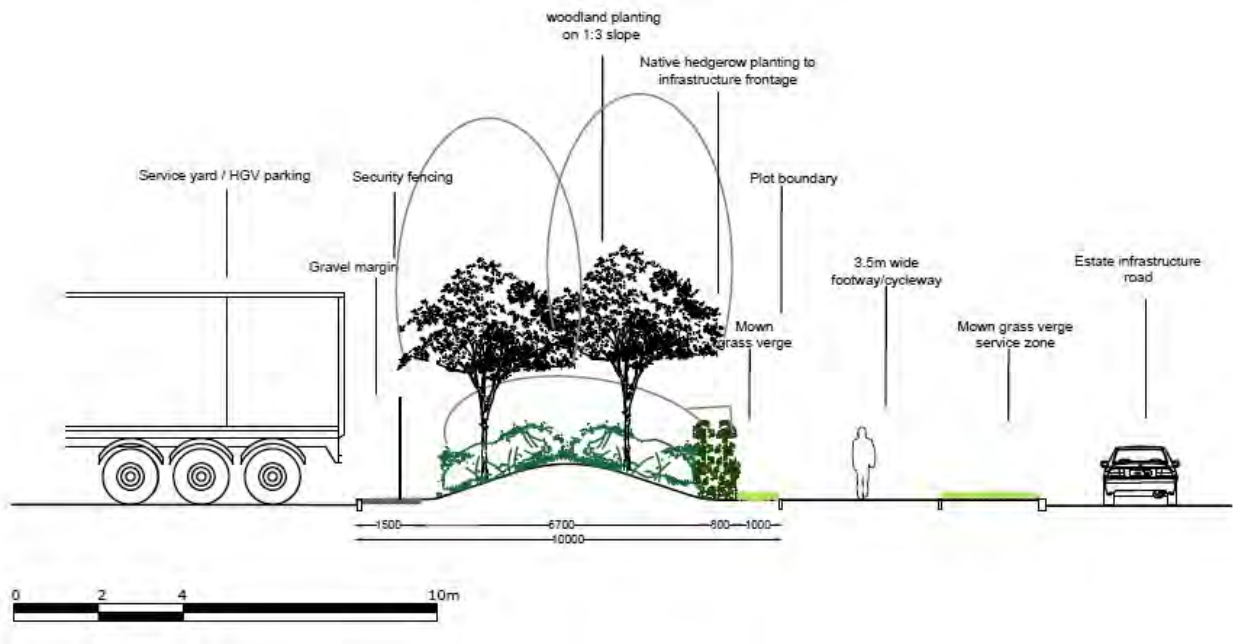 woodland planting
on 1:3 slope
Native hedgerow planting to
infrastructure frontage
Service yard / HGV parking
Security fencing
Plot boundary
Gravel margin
3.5m wide
footway/cycleway
Estate infrastructure
road
Mown
grass verge
Mown grass verge
service zone
1500
6700
800
1000
10000
0 2 4 10m